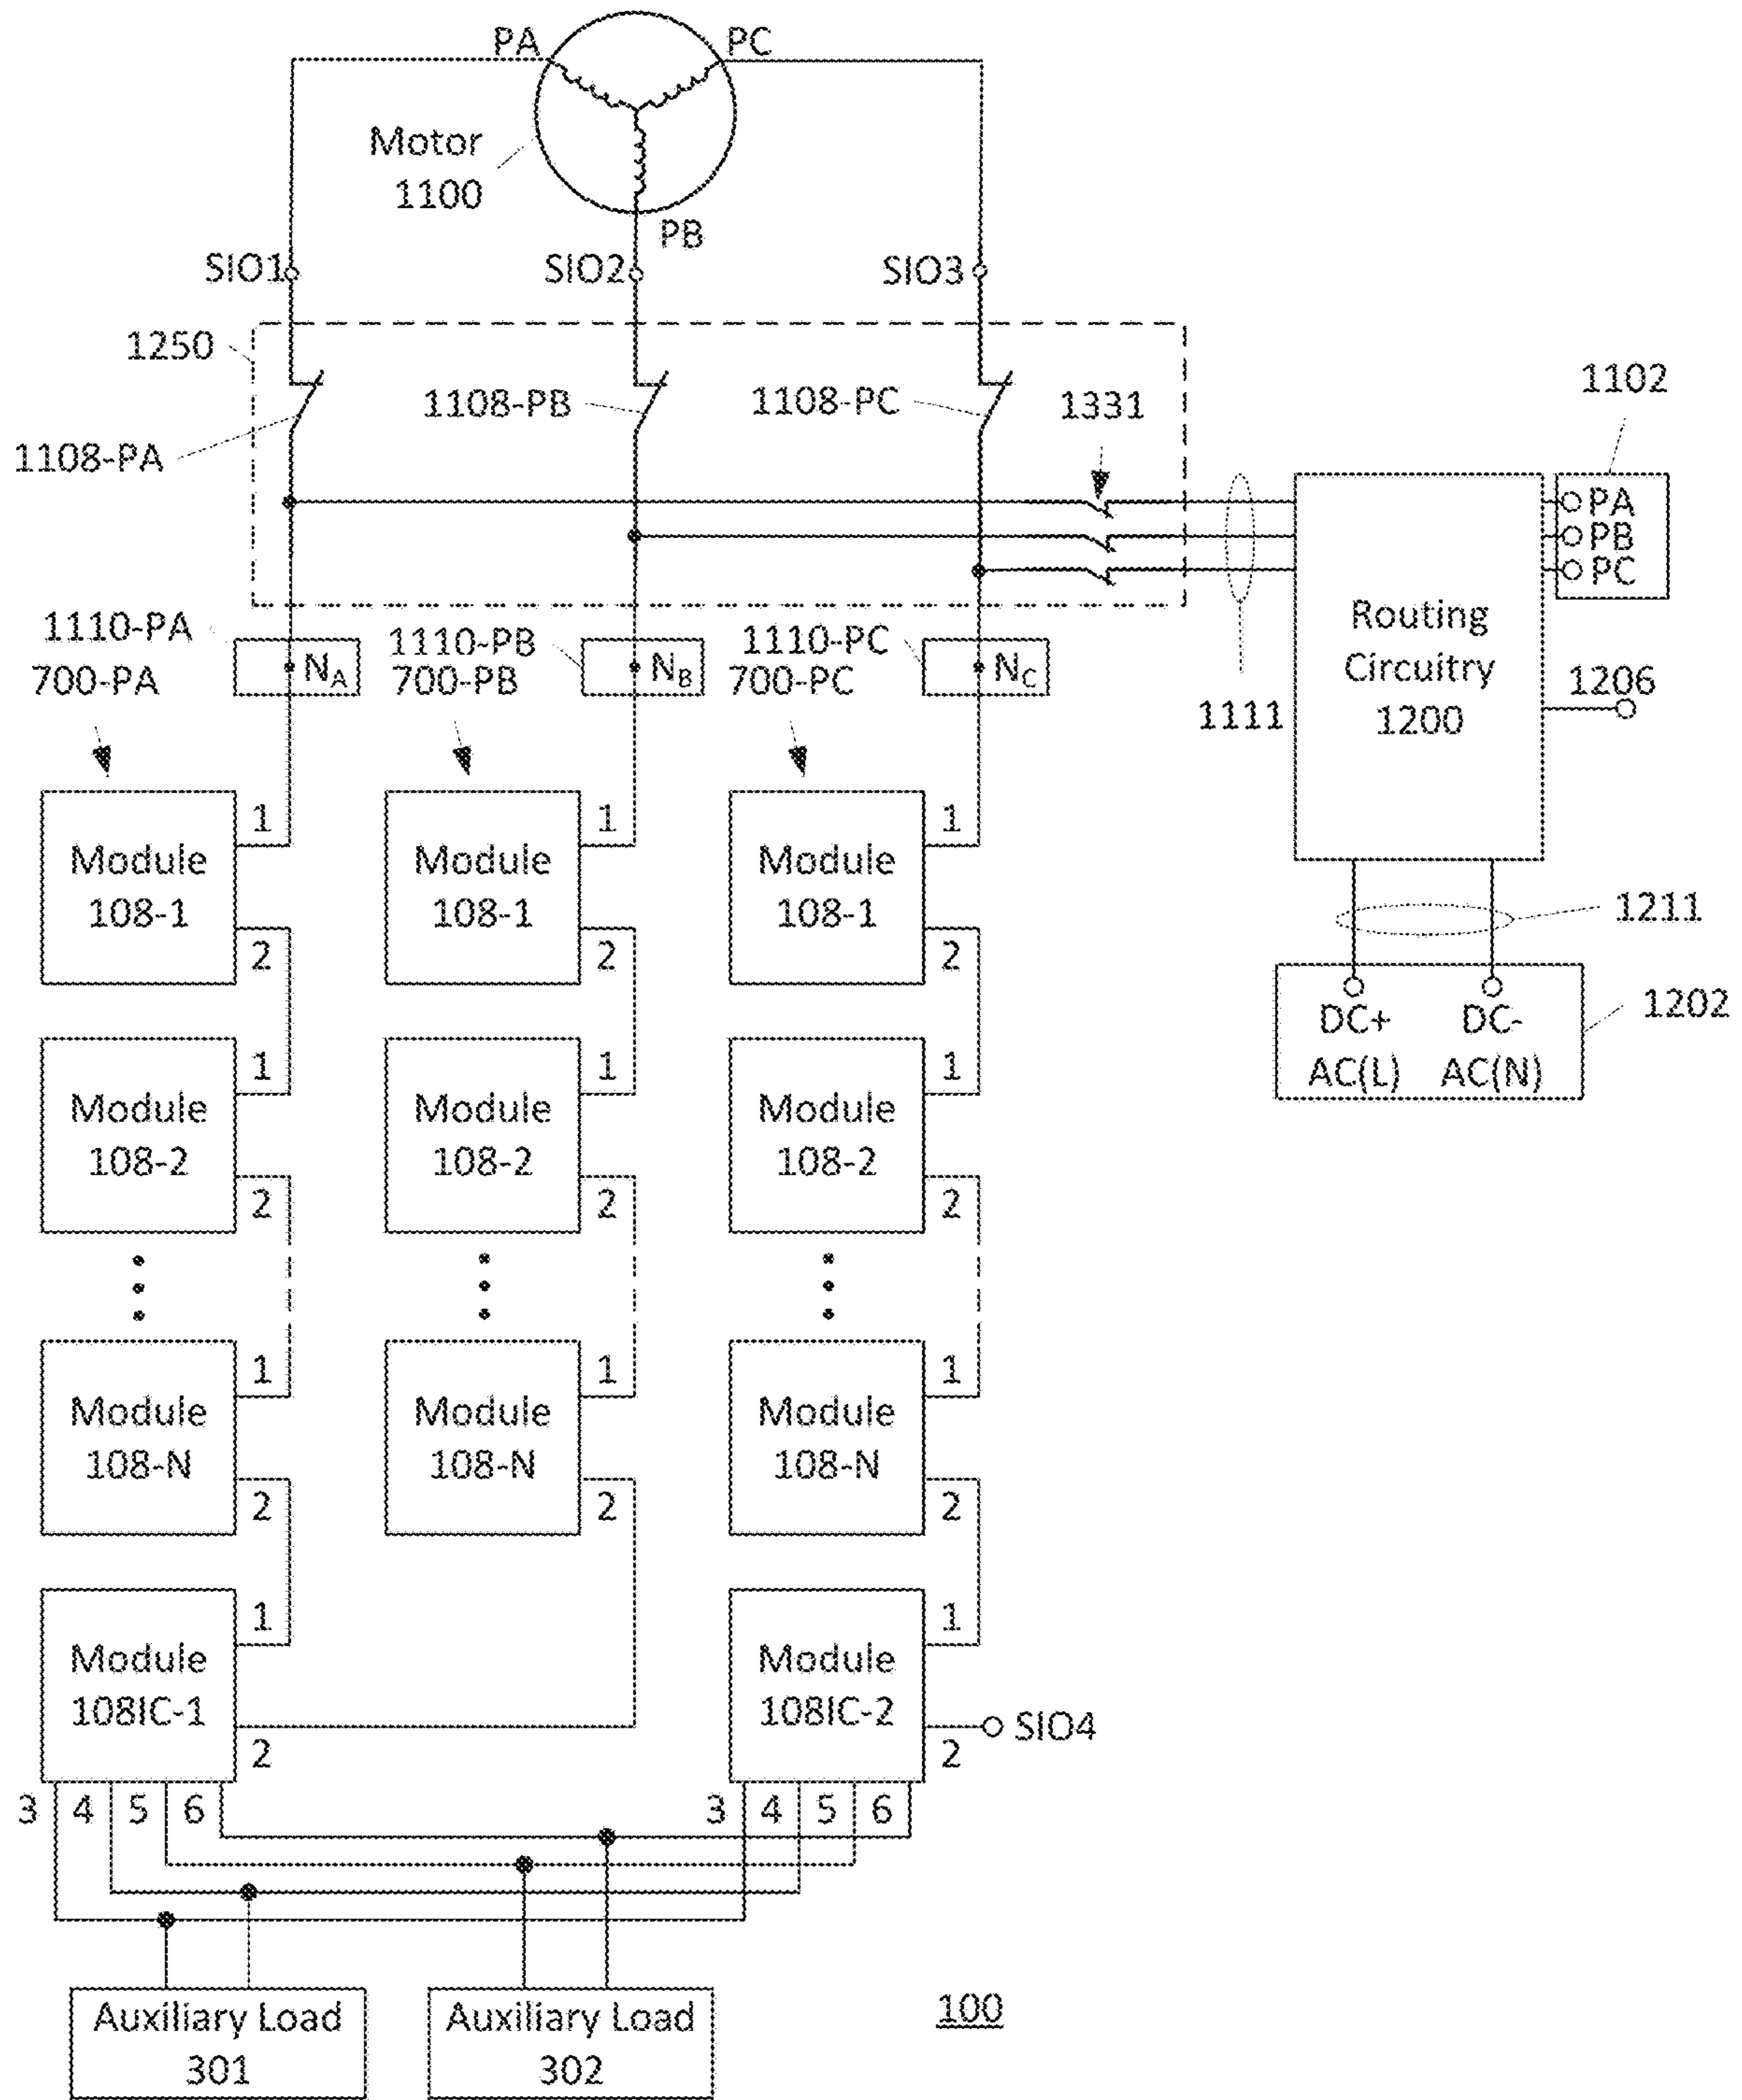 PA
PC
Motor
1100
PB
SIO1
SIO2
SIO3
1250
1108-PA
1108-PB
1108-PC
1331
1102
PA
PB
PC
Routing
Circuitry
1200
1206
1111
1211
1202
DC+
DC-
AC(L)
AC(N)
1110-PA
700-PA
NA
1110-PB
700-PB
NB
1110-PC
700-PC
NC
Module
108-1
1
2
Module
108-1
1
2
Module
108-1
1
2
Module
108-2
1
2
Module
108-2
1
2
Module
108-2
1
2
Module
108-N
1
2
Module
108-N
1
2
Module
108-N
1
2
Module
108IC-1
1
2
3
4
5
6
Module
108IC-2
1
2
SIO4
3
4
5
6
Auxiliary Load
301
Auxiliary Load
302
100